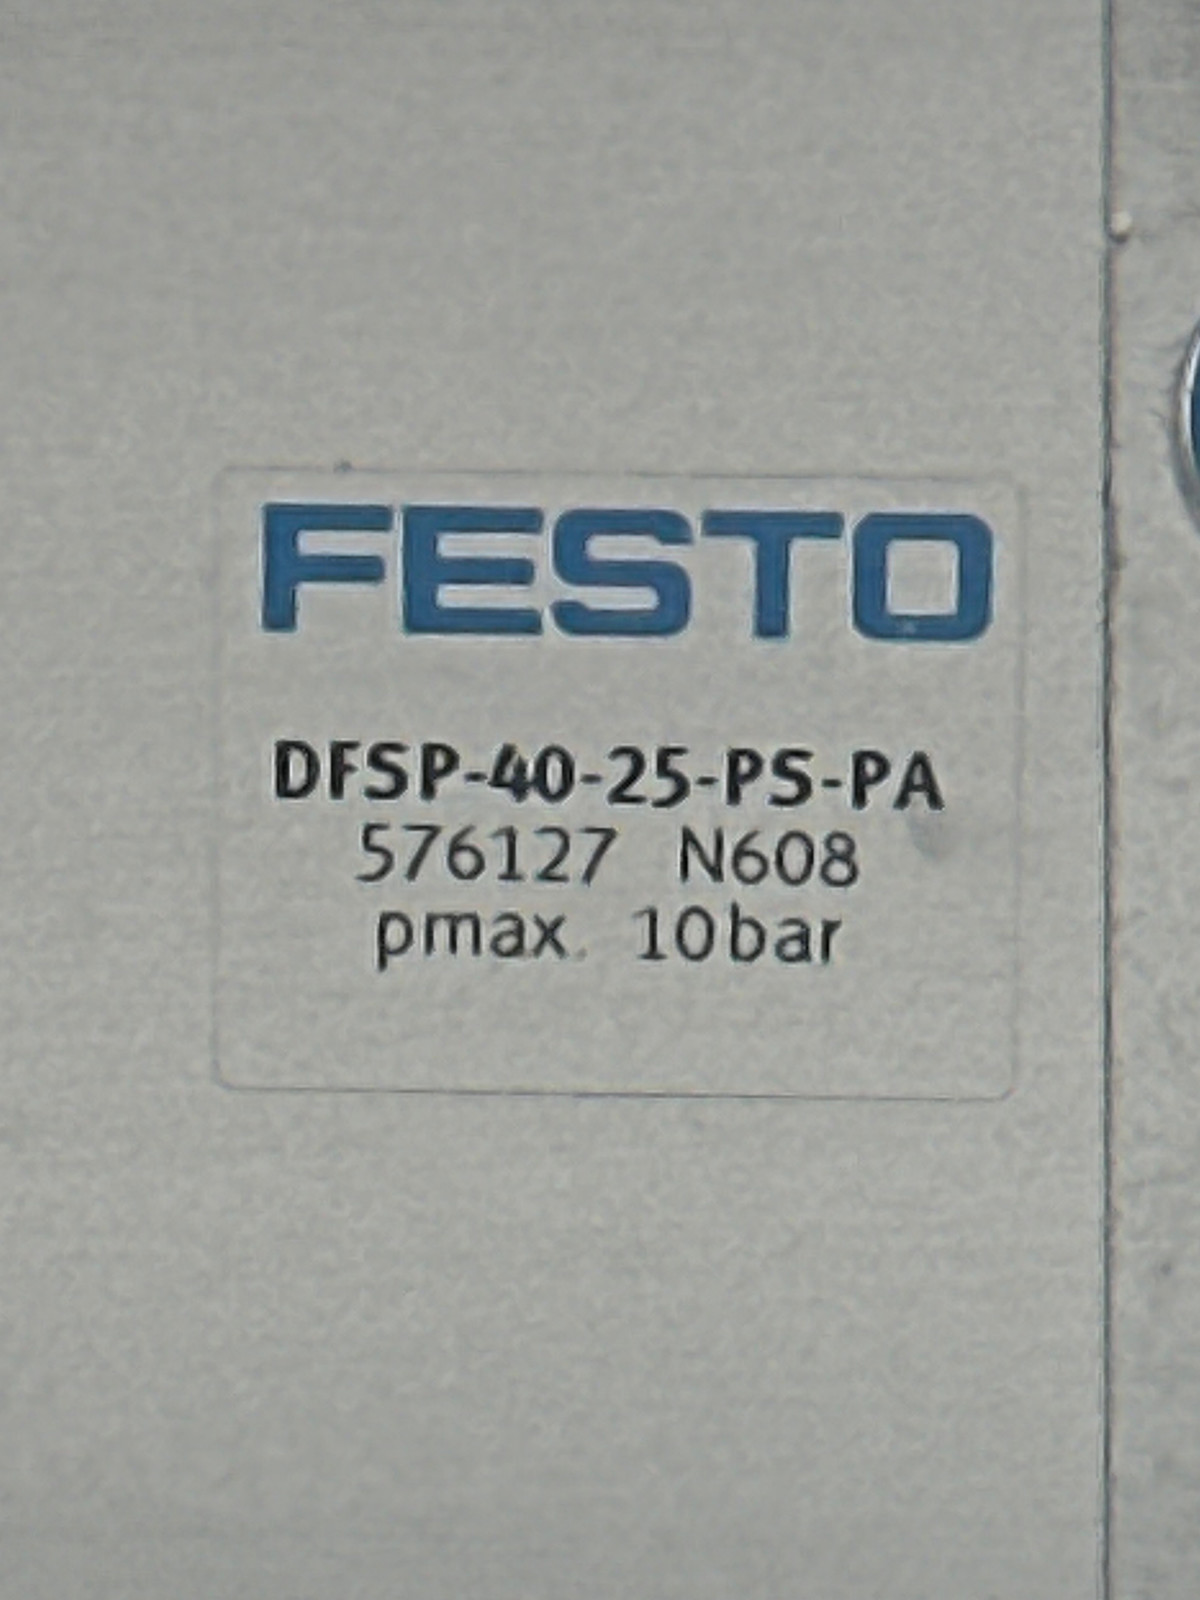 FESTO
DFSP-40-25-PS-PA
576127 N608
pmax. 10bar